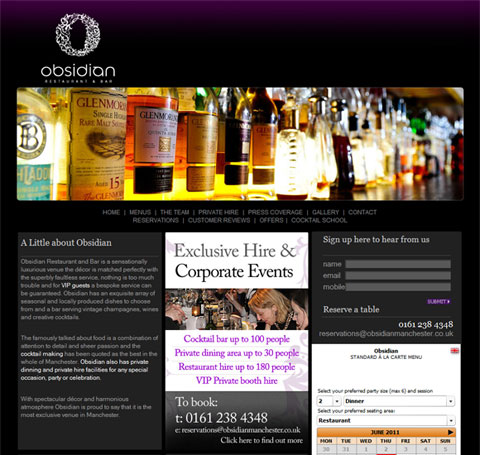 obsidian
RESTAURANT & BAR
GLENMORANGIE
SINGLE HIGHLAND
RARE MALT SCOTCH
WHISKY
AGED 15
HOME | MENUS | THE TEAM | PRIVATE HIRE | PRESS COVERAGE | GALLERY | CONTACT
RESERVATIONS | CUSTOMER REVIEWS | OFFERS | COCKTAIL SCHOOL
A Little about Obsidian
Obsidian Restaurant and Bar is a sensationally
luxurious venue the décor is matched perfectly with
the superbly faultless service, nothing is too much
trouble and for VIP guests a bespoke service can
be guaranteed. Obsidian has an exquisite array of
seasonal and locally produced dishes to choose
from and a bar serving vintage champagnes, wines
and creative cocktails.
The famously talked about food is a combination of
attention to detail and sheer passion and the
cocktail making has been quoted as the best in the
whole of Manchester. Obsidian also has private
dinning and private hire facilities for any special
occasion, party or celebration.
With spectacular décor and harmonious
atmosphere Obsidian is proud to say that it is the
most exclusive venue in Manchester.
Exclusive Hire &
Corporate Events
Cocktail bar up to 100 people
Private dining area up to 30 people
Restaurant hire up to 180 people
VIP Private booth hire
To book:
t: 0161 238 4348
e: reservations@obsidianmanchester.co.uk
Click here to find out more
Sign up here to hear from us
name
email
mobile
SUBMIT
Reserve a table
0161 238 4348
reservations@obsidianmanchester.co.uk
Obsidian
STANDARD À LA CARTE MENU
Select your preferred party size (max 6) and session
2 Dinner
Select your preferred seating area:
Restaurant
JUNE 2011
MON TUE WED THU FRI SAT SUN
30 31 1 2 3 4 5